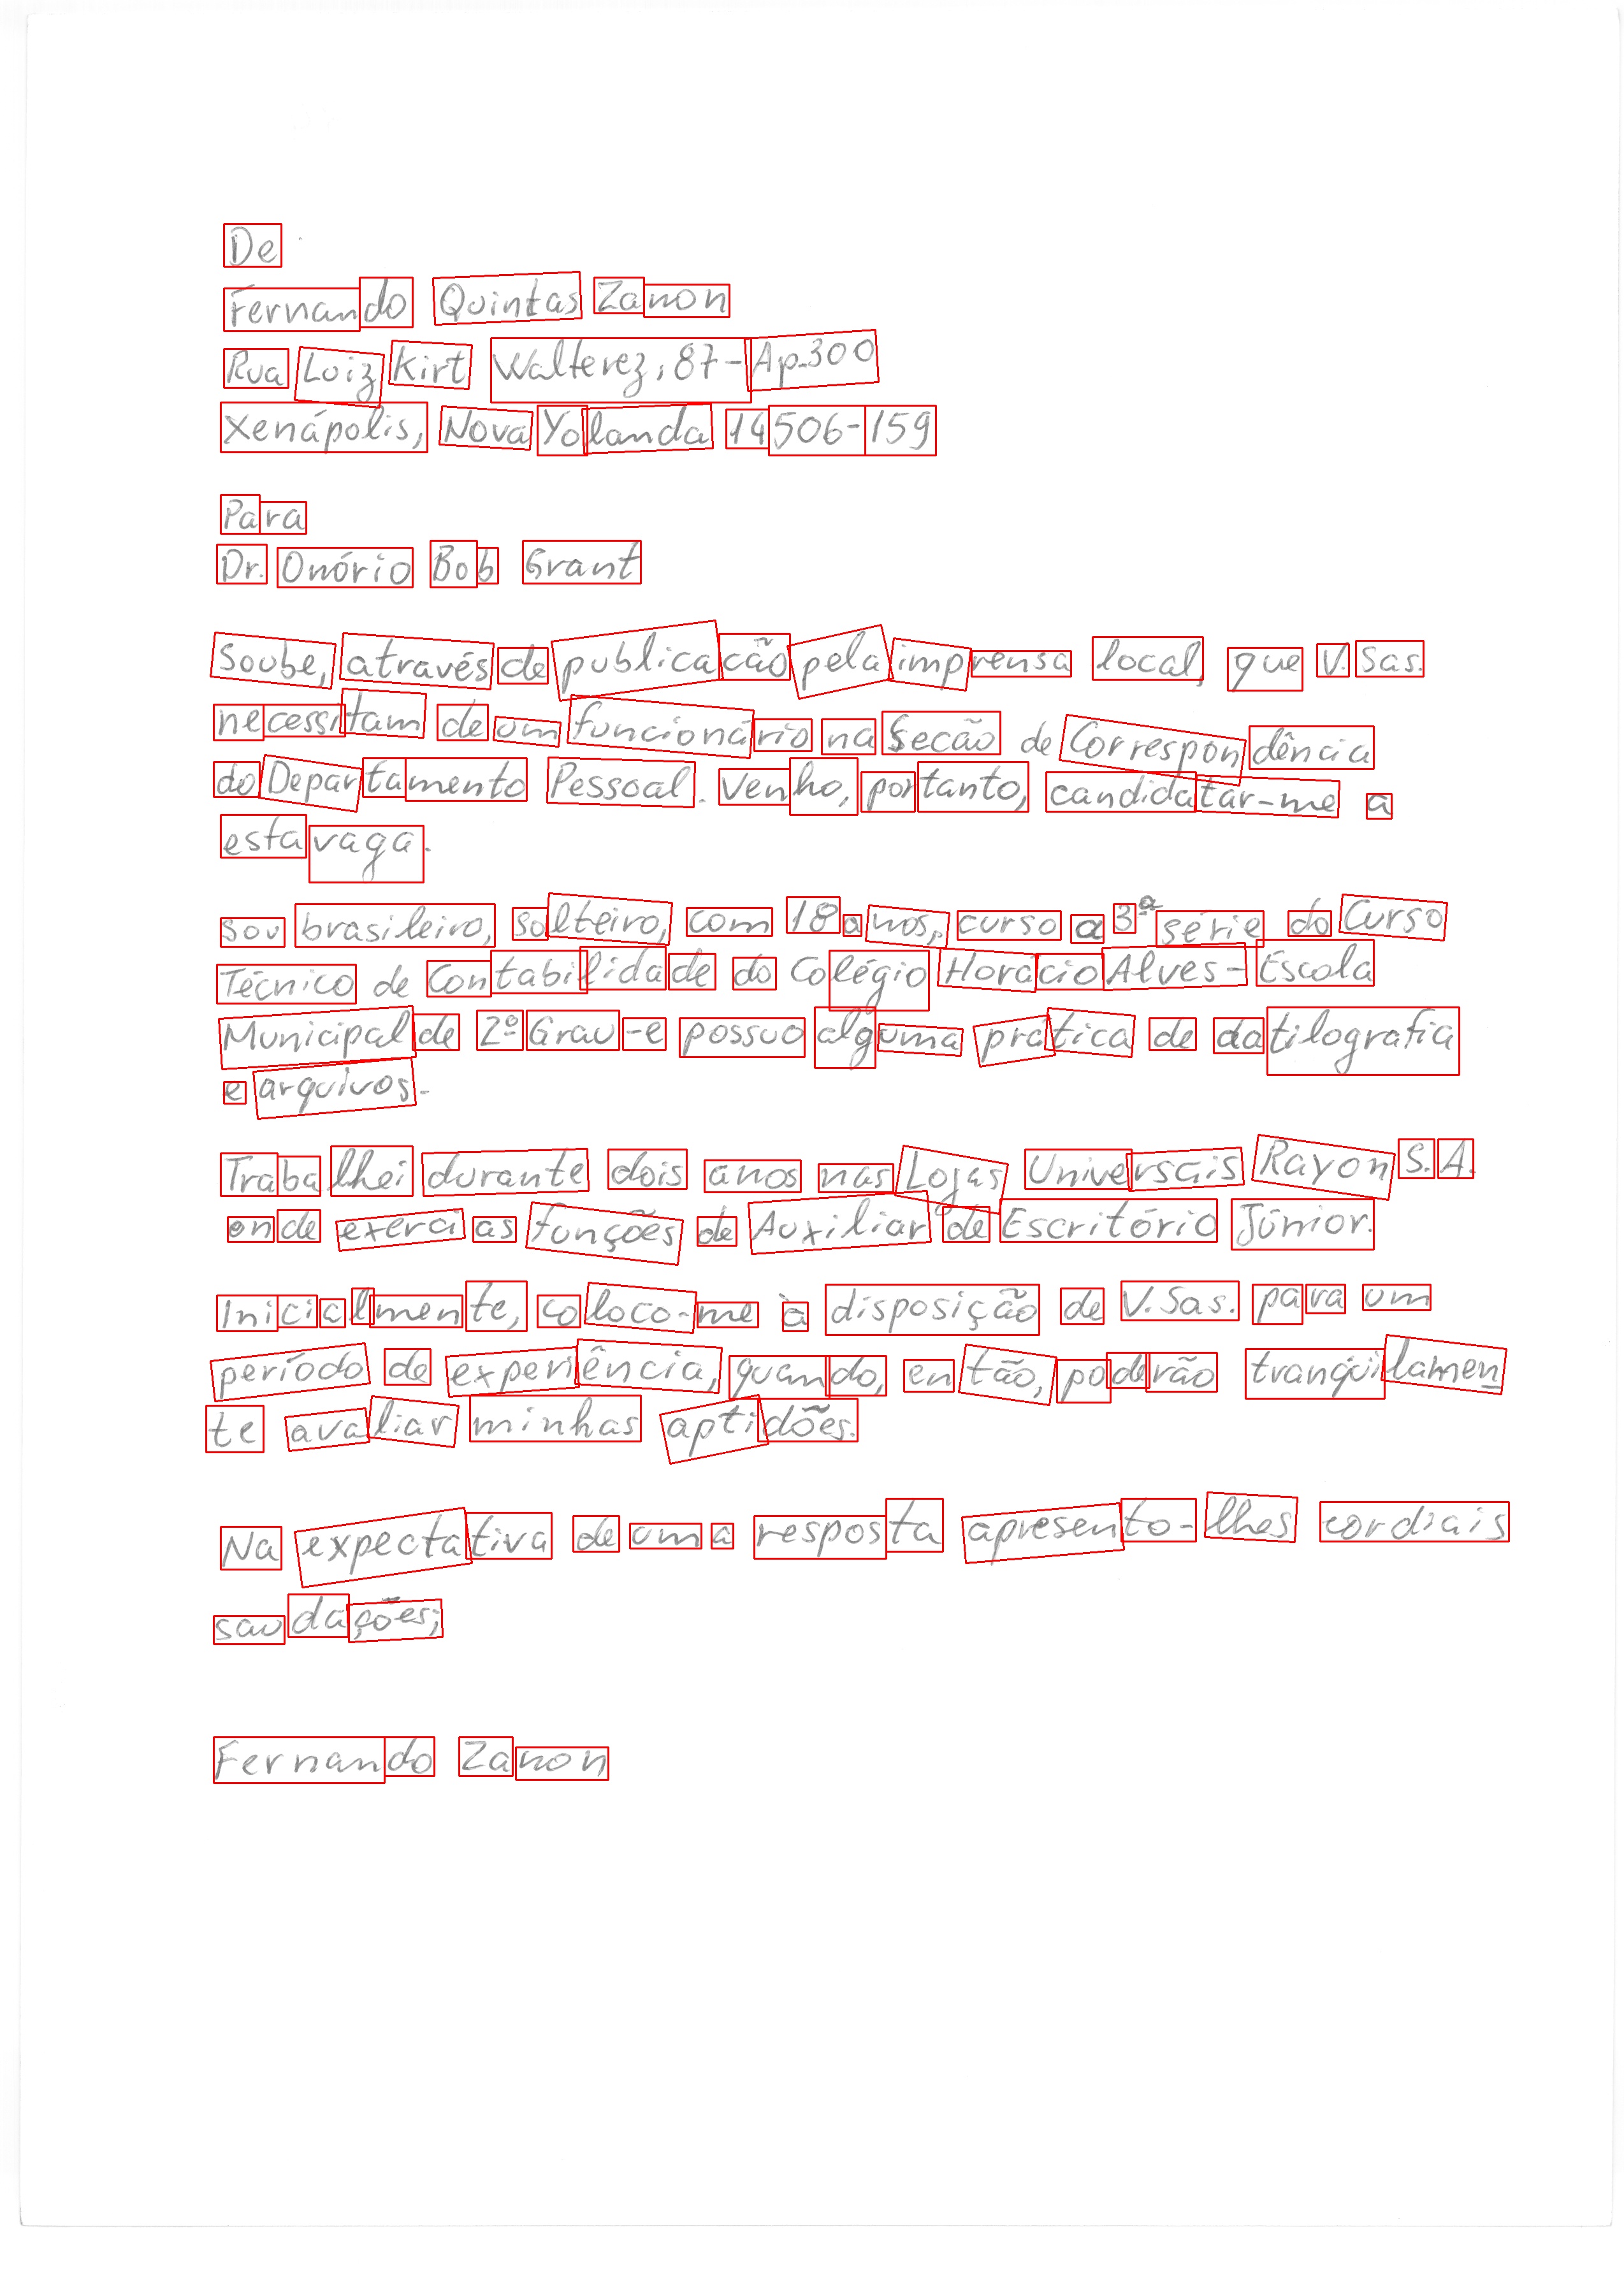 De
Fernando Quintas Zanon
Rua Luiz Kirt Walterez, 87-Ap.300
Xenápolis, Nova Yolanda 14506-159
Para
Dr. Onório Bob Grant
Soube, através de publicacão pela imprensa local, que V. Sas.
necessitam de um funcionário na Secão de Correspondência
do Departamento Pessoal. Venho, portanto, candidatar-me a
esta vaga.
Sou brasileiro, solteiro, com 18 anos, curso a 3ª série do Curso
Técnico de Contabilidade do Colégio Horácio Alves- Escola
Municipal de 2º Grau-e possuo alguma prática de datilografia
e arquivos.
Trabalhei durante dois anos nas Lojas Universais Rayon S.A.
onde exerci as funções de Auxiliar de Escritório Júnior.
Inicialmente, coloco-me à disposição de V.Sas. para um
período de experiência, quando, então, poderão tranqüilamen
te avaliar minhas aptidões.
Na expectativa de uma resposta apresento-lhes cordiais
saudações;
Fernando Zanon